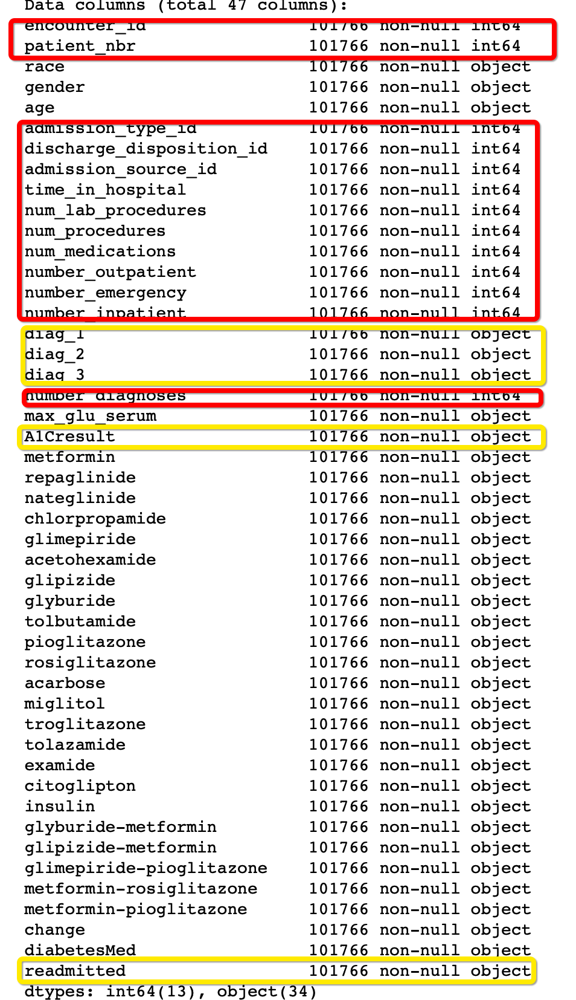 Data columns (total 47 columns):
encounter_id 101766 non-null int64
patient_nbr 101766 non-null int64
race 101766 non-null object
gender 101766 non-null object
age 101766 non-null object
admission_type_id 101766 non-null int64
discharge_disposition_id 101766 non-null int64
admission_source_id 101766 non-null int64
time_in_hospital 101766 non-null int64
num_lab_procedures 101766 non-null int64
num_procedures 101766 non-null int64
num_medications 101766 non-null int64
number_outpatient 101766 non-null int64
number_emergency 101766 non-null int64
number_inpatient 101766 non-null int64
diag_1 101766 non-null object
diag_2 101766 non-null object
diag_3 101766 non-null object
number_diagnoses 101766 non-null int64
max_glu_serum 101766 non-null object
A1Cresult 101766 non-null object
metformin 101766 non-null object
repaglinide 101766 non-null object
nateglinide 101766 non-null object
chlorpropamide 101766 non-null object
glimepiride 101766 non-null object
acetohexamide 101766 non-null object
glipizide 101766 non-null object
glyburide 101766 non-null object
tolbutamide 101766 non-null object
pioglitazone 101766 non-null object
rosiglitazone 101766 non-null object
acarbose 101766 non-null object
miglitol 101766 non-null object
troglitazone 101766 non-null object
tolazamide 101766 non-null object
examide 101766 non-null object
citoglipton 101766 non-null object
insulin 101766 non-null object
glyburide-metformin 101766 non-null object
glipizide-metformin 101766 non-null object
glimepiride-pioglitazone 101766 non-null object
metformin-rosiglitazone 101766 non-null object
metformin-pioglitazone 101766 non-null object
change 101766 non-null object
diabetesMed 101766 non-null object
readmitted 101766 non-null object
dtypes: int64(13), object(34)